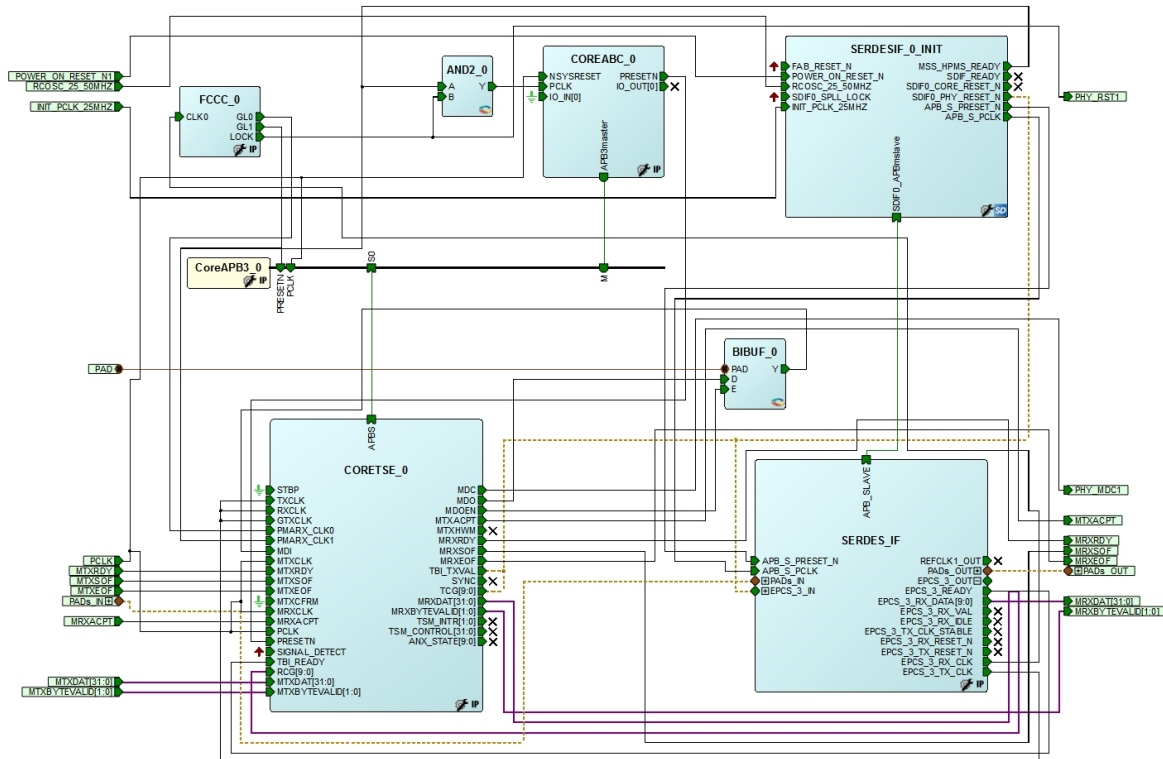 POWER_ON_RESET_N1
RCOSC_25_50MHZ
INIT_PCLK_25MHZ
FCCC_0
CLK0
GL0
GL1
LOCK
IP
AND2_0
A
B
Y
COREABC_0
NSYSRESET
PCLK
IO_IN[0]
PRESETN
IO_OUT[0]
APB3master
IP
SERDESIF_0_INIT
FAB_RESET_N
POWER_ON_RESET_N
RCOSC_25_50MHZ
SDIF0_SPLL_LOCK
INIT_PCLK_25MHZ
MSS_HPMS_READY
SDIF_READY
SDIF0_CORE_RESET_N
SDIF0_PHY_RESET_N
APB_S_PRESET_N
APB_S_PCLK
SDIF0_APBmslave
SD
PHY_RST1
CoreAPB3_0
IP
PRESETN
PCLK
S0
M
PAD
BIBUF_0
PAD
D
E
Y
APBS
CORETSE_0
STBP
TXCLK
RXCLK
GTXCLK
PMARX_CLK0
PMARX_CLK1
MDI
MTXCLK
MTXRDY
MTXSOF
MTXEOF
MTXCFRM
MRXCLK
MRXACPT
PCLK
PRESETN
SIGNAL_DETECT
TBI_READY
RCG[9:0]
MTXDAT[31:0]
MTXBYTEVALID[1:0]
MDC
MDO
MDOEN
MTXACPT
MTXHWM
MRXRDY
MRXSOF
MRXEOF
TBI_TXVAL
SYNC
TCG[9:0]
MRXDAT[31:0]
MRXBYTEVALID[1:0]
TSM_INTR[1:0]
TSM_CONTROL[31:0]
ANX_STATE[9:0]
IP
PCLK
MTXRDY
MTXSOF
MTXEOF
PADs_IN
MRXACPT
MTXDAT[31:0]
MTXBYTEVALID[1:0]
APB_SLAVE
SERDES_IF
APB_S_PRESET_N
APB_S_PCLK
PADs_IN
EPCS_3_IN
REFCLK1_OUT
PADs_OUT
EPCS_3_OUT
EPCS_3_READY
EPCS_3_RX_DATA[9:0]
EPCS_3_RX_VAL
EPCS_3_RX_IDLE
EPCS_3_TX_CLK_STABLE
EPCS_3_RX_RESET_N
EPCS_3_TX_RESET_N
EPCS_3_RX_CLK
EPCS_3_TX_CLK
IP
PHY_MDC1
MTXACPT
MRXRDY
MRXSOF
MRXEOF
PADs_OUT
MRXDAT[31:0]
MRXBYTEVALID[1:0]